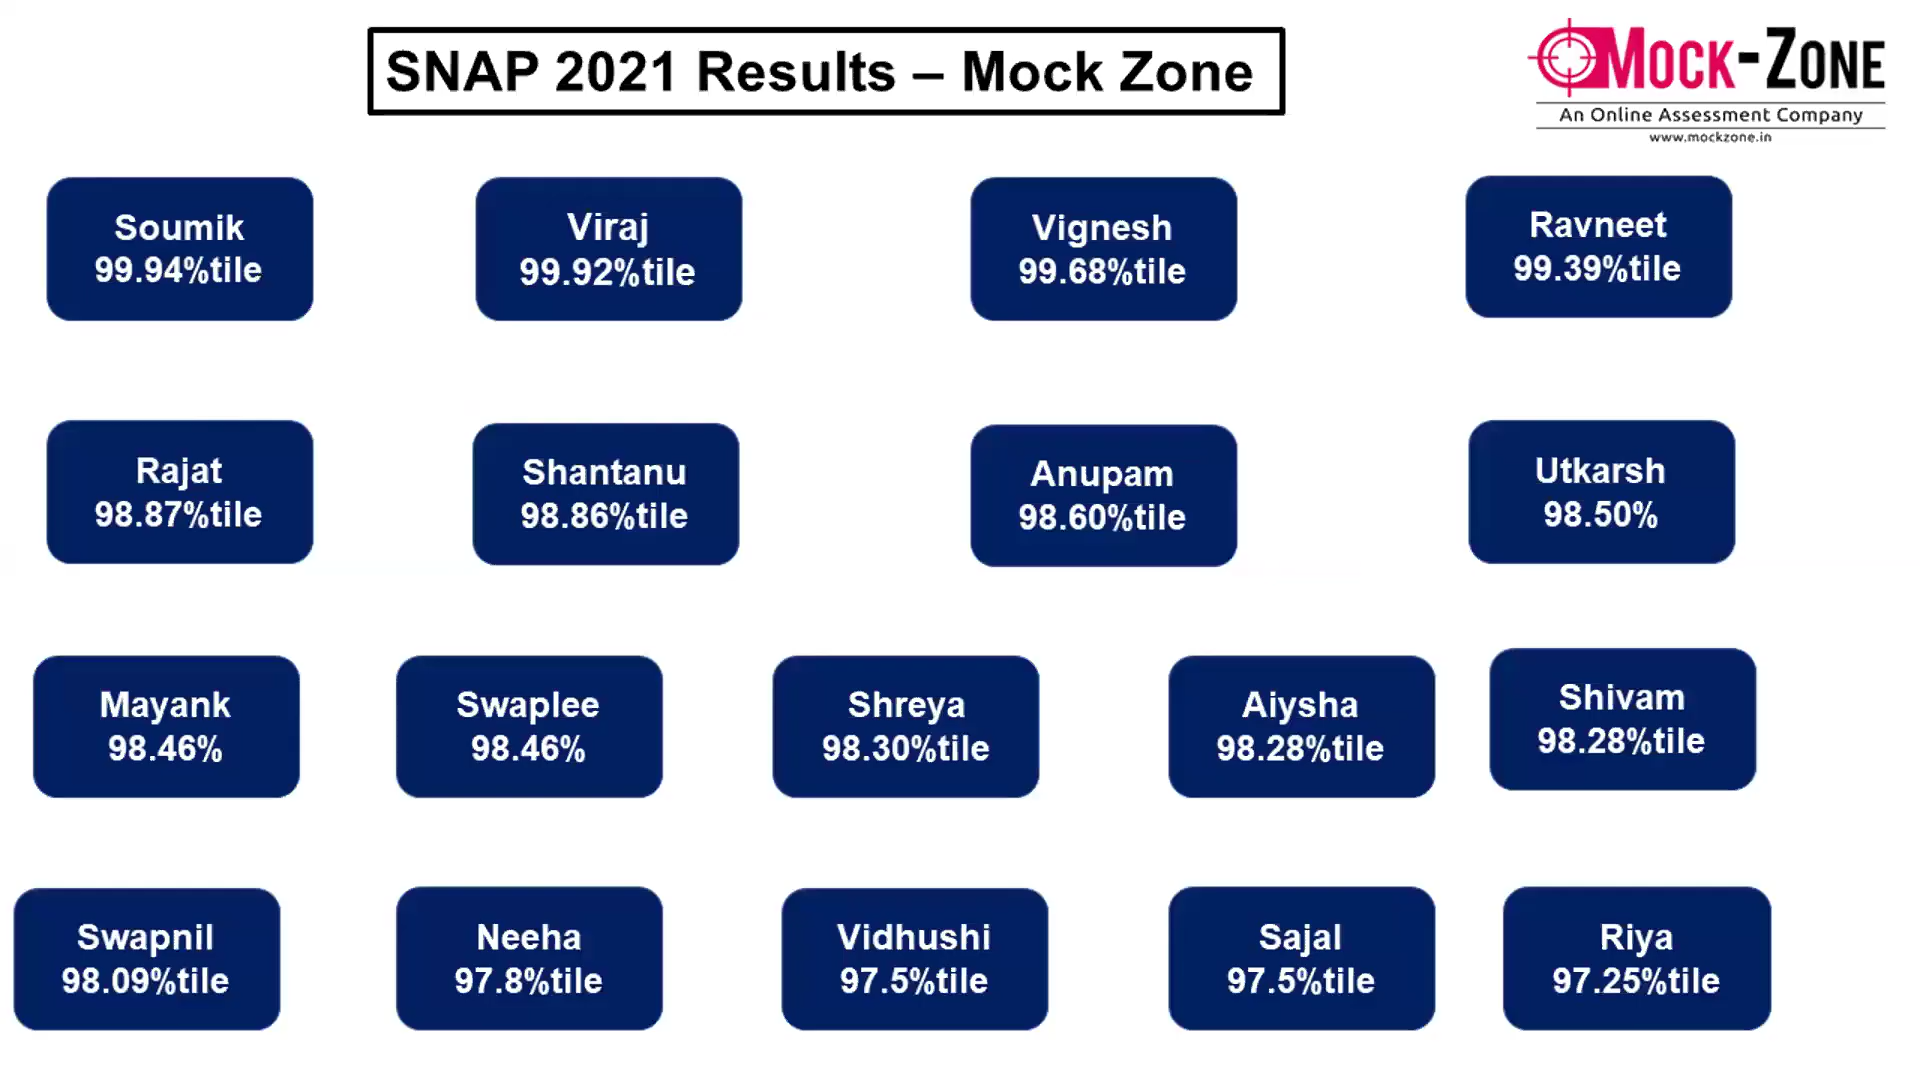 SNAP 2021 Results – Mock Zone
MOCK-ZONE
An Online Assessment Company
www.mockzone.in
Soumik
99.94%tile
Viraj
99.92%tile
Vignesh
99.68%tile
Ravneet
99.39%tile
Rajat
98.87%tile
Shantanu
98.86%tile
Anupam
98.60%tile
Utkarsh
98.50%
Mayank
98.46%
Swaplee
98.46%
Shreya
98.30%tile
Aiysha
98.28%tile
Shivam
98.28%tile
Swapnil
98.09%tile
Neeha
97.8%tile
Vidhushi
97.5%tile
Sajal
97.5%tile
Riya
97.25%tile